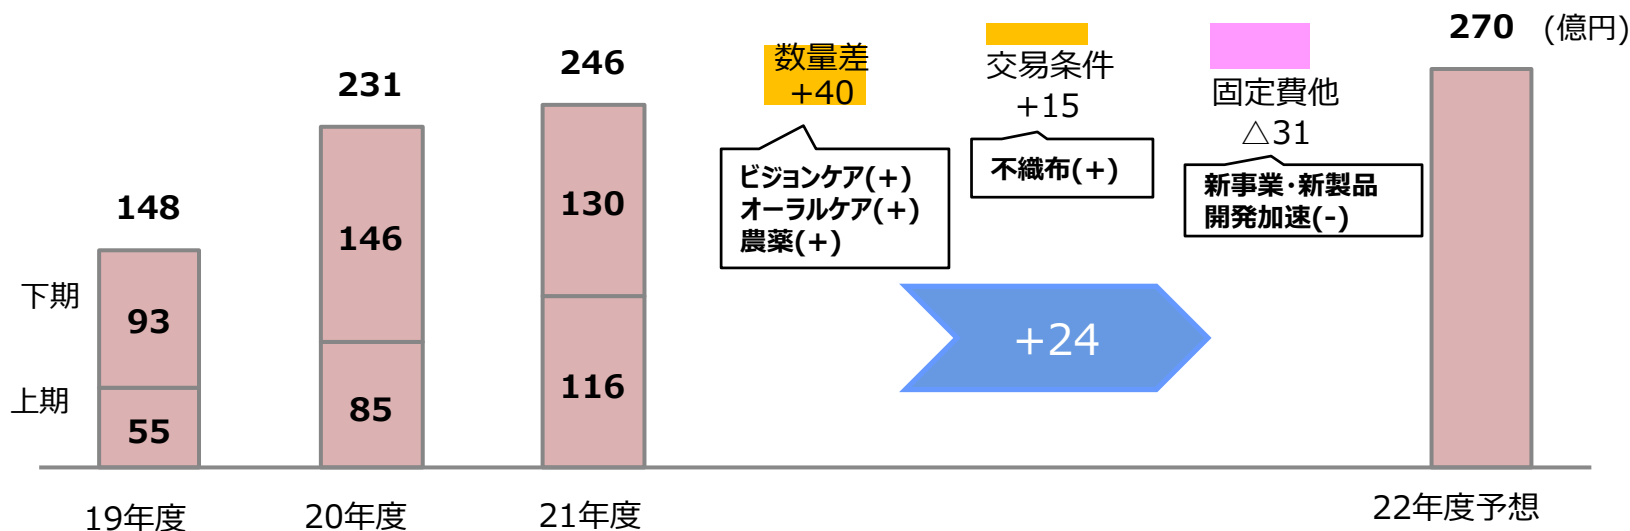 148
下期
93
上期
55
19年度
231
146
85
20年度
246
130
116
21年度
数量差
+40
ビジョンケア(+)
オーラルケア(+)
農薬(+)
交易条件
+15
不織布(+)
固定費他
△31
新事業・新製品
開発加速(-)
+24
270 (億円)
22年度予想